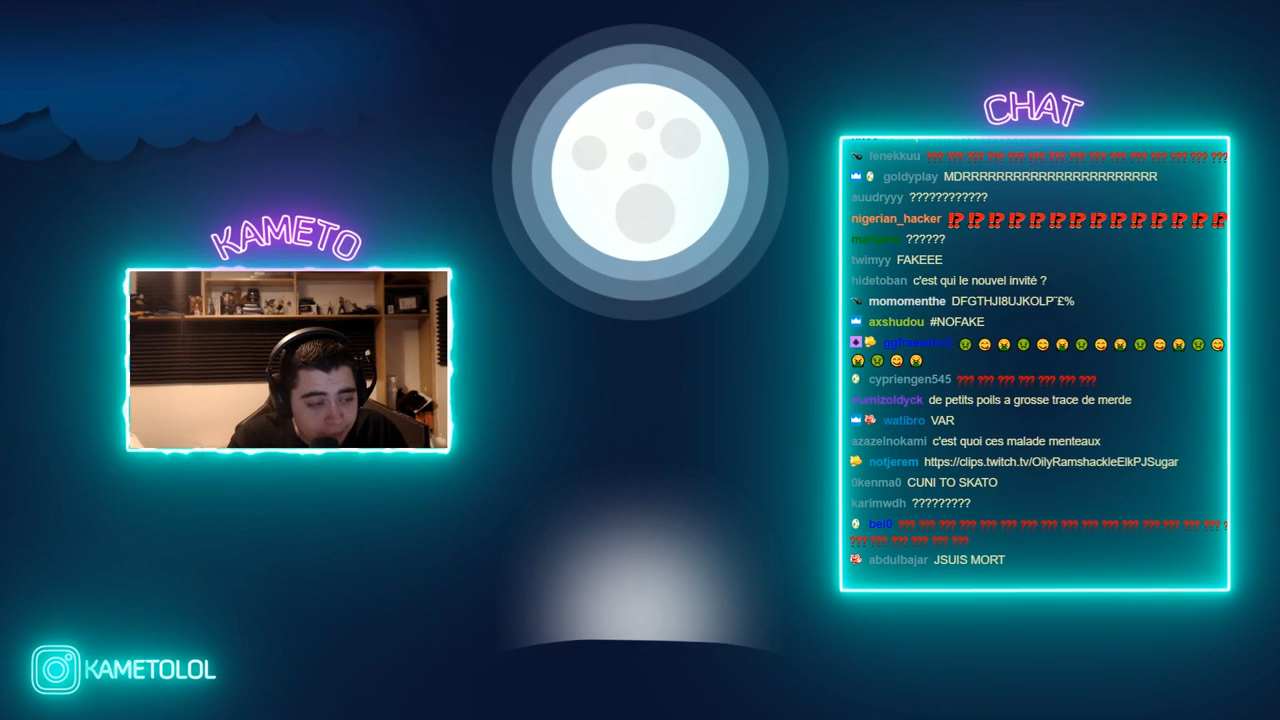 CHAT
fenekkuu ??? ??? ??? ??? ??? ??? ??? ??? ??? ??? ??? ??? ??? ??? ???
goldyplay MDRRRRRRRRRRRRRRRRRRRRRRR
auudryyy ????????????
nigerian_hacker ⁉ ⁉ ⁉ ⁉ ⁉ ⁉ ⁉ ⁉ ⁉ ⁉ ⁉ ⁉ ⁉ ⁉
??????
twimyy FAKEEE
KAMETO
hidetoban c'est qui le nouvel invité ?
momomenthe DFGTHJI8UJKOLP¨£%
axshudou #NOFAKE
cypriengen545 ??? ??? ??? ??? ??? ??? ???
de petits poils a grosse trace de merde
watibro VAR
azazelnokami c'est quoi ces malade menteaux
notjerem https://clips.twitch.tv/OilyRamshackleElkPJSugar
0kenma0 CUNI TO SKATO
karimwdh ?????????
bel0 ??? ??? ??? ??? ??? ??? ??? ??? ??? ??? ??? ??? ??? ??? ??? ??? ?
??? ??? ??? ??? ??? ???
abdulbajar JSUIS MORT
KAMETOLOL